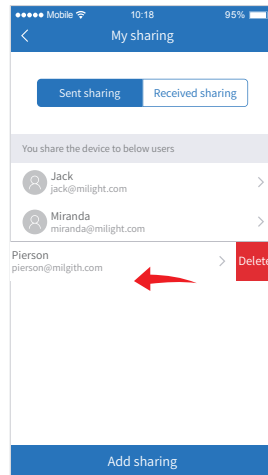 Mobile 10:18 95%
My sharing
Sent sharing Received sharing
You share the device to below users
Jack
jack@milight.com
Miranda
miranda@milight.com
Pierson
pierson@milgith.com
Delete
Add sharing